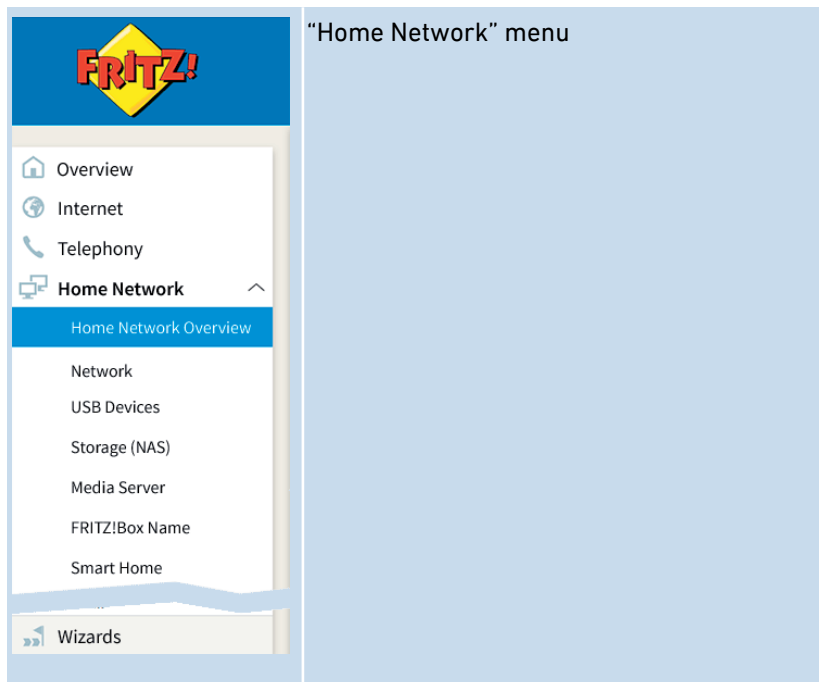 FRITZ!
Overview
Internet
Telephony
Home Network
Home Network Overview
Network
USB Devices
Storage (NAS)
Media Server
FRITZ!Box Name
Smart Home
Wizards
“Home Network” menu